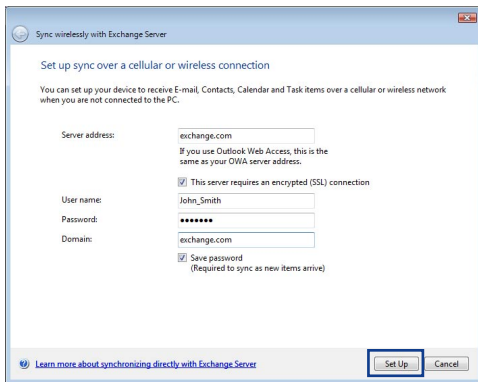 Sync wirelessly with Exchange Server
Set up sync over a cellular or wireless connection
You can set up your device to receive E-mail, Contacts, Calendar and Task items over a cellular or wireless network
when you are not connected to the PC.
Server address: exchange.com
If you use Outlook Web Access, this is the
same as your OWA server address.
This server requires an encrypted (SSL) connection
User name: John_Smith
Password: •••••••
Domain: exchange.com
Save password
(Required to sync as new items arrive)
Learn more about synchronizing directly with Exchange Server Set Up Cancel